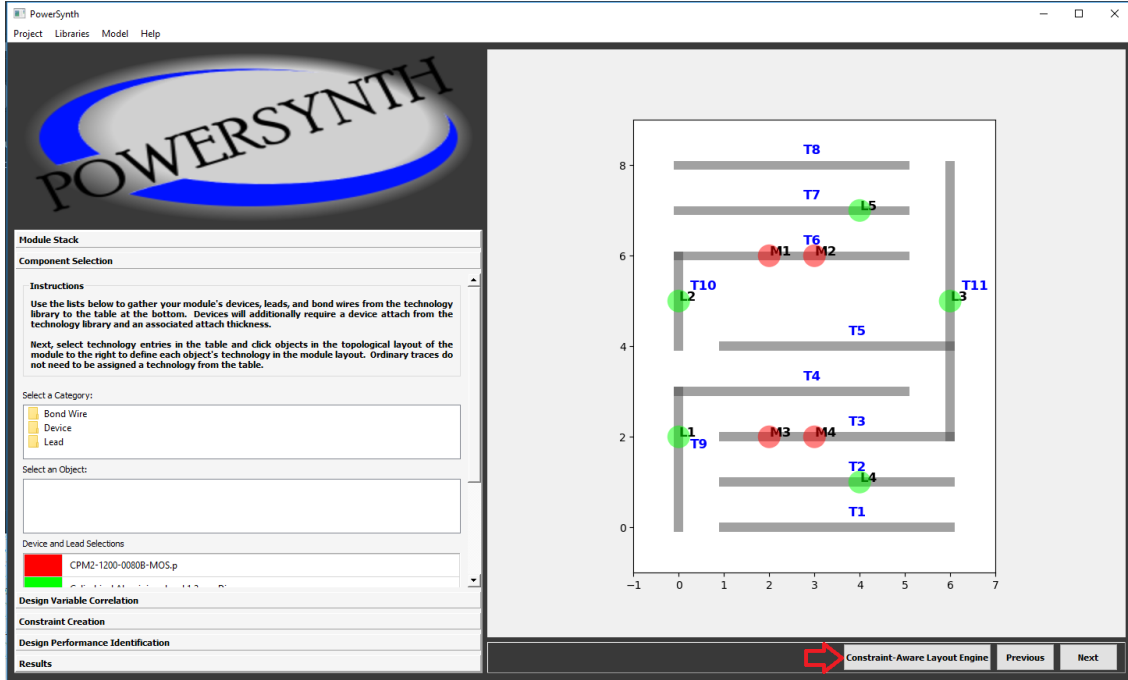 PowerSynth
Project Libraries Model Help
POWERSYNTH
Module Stack
Component Selection
Instructions
Use the lists below to gather your module's devices, leads, and bond wires from the technology
library to the table at the bottom. Devices will additionally require a device attach from the
technology library and an associated attach thickness.
Next, select technology entries in the table and click objects in the topological layout of the
module to the right to define each object's technology in the module layout. Ordinary traces do
not need to be assigned a technology from the table.
Select a Category:
Bond Wire
Device
Lead
Select an Object:
Device and Lead Selections
CPM2-1200-0080B-MOS.p
Design Variable Correlation
Constraint Creation
Design Performance Identification
Results
T8
8
T7
L5
T6
6
M1 M2
T10
T11
L2
L3
T5
4
T4
T3
2
L1
M3 M4
T9
T2
L4
T1
0
-1 0 1 2 3 4 5 6 7
Constraint-Aware Layout Engine Previous Next